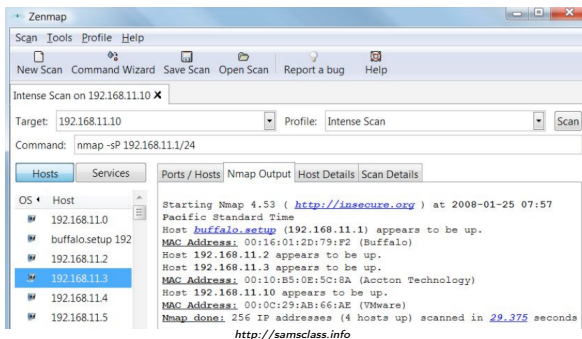 Zenmap
Scan Tools Profile Help
New Scan Command Wizard Save Scan Open Scan Report a bug Help
Intense Scan on 192.168.11.10 X
Target: 192.168.11.10 Profile: Intense Scan Scan
Command: nmap -sP 192.168.11.1/24
Hosts Services
Ports / Hosts Nmap Output Host Details Scan Details
OS Host
192.168.11.0
buffalo.setup 192
192.168.11.2
192.168.11.3
192.168.11.4
192.168.11.5
Starting Nmap 4.53 ( http://insecure.org ) at 2008-01-25 07:57
Pacific Standard Time
Host buffalo.setup (192.168.11.1) appears to be up.
MAC Address: 00:16:01:2D:79:F2 (Buffalo)
Host 192.168.11.2 appears to be up.
Host 192.168.11.3 appears to be up.
MAC Address: 00:10:B5:0E:5C:8A (Accton Technology)
Host 192.168.11.10 appears to be up.
MAC Address: 00:0C:29:AB:66:AE (VMware)
Nmap done: 256 IP addresses (4 hosts up) scanned in 29.375 seconds
http://samsclass.info